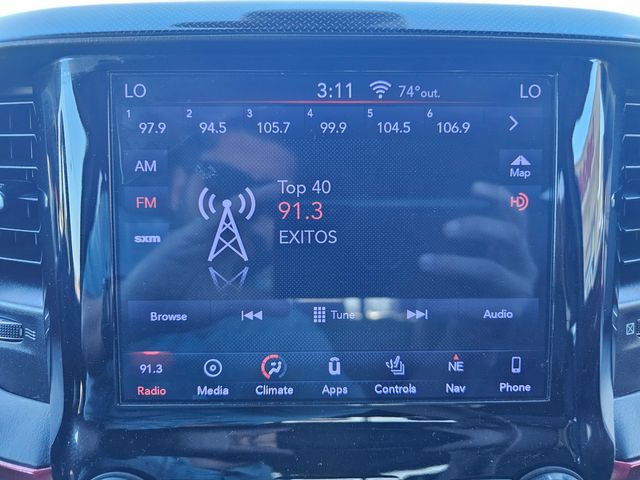 LO 3:11 74°out. LO
1 2 3 4 5 6
97.9 94.5 105.7 99.9 104.5 106.9
AM
Map
Top 40
FM
91.3
HD
EXITOS
sxm
Browse Tune Audio
91.3 NE
Radio Media Climate Apps Controls Nav Phone